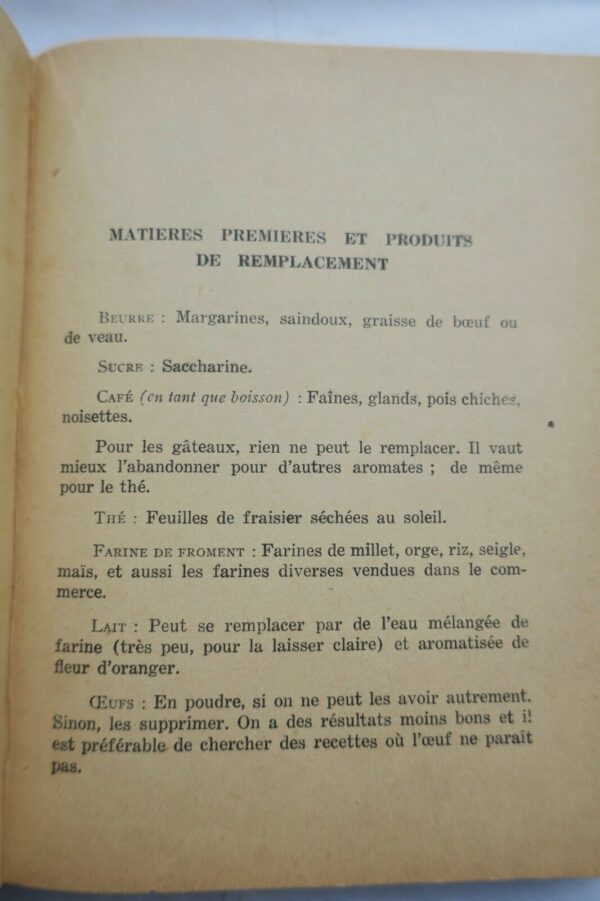 MATIERES PREMIERES ET PRODUITS
DE REMPLACEMENT
BEURRE : Margarines, saindoux, graisse de bœuf ou
de veau.
SUCRE : Saccharine.
CAFÉ (en tant que boisson) : Faînes, glands, pois chiches,
noisettes.
Pour les gâteaux, rien ne peut le remplacer. Il vaut
mieux l'abandonner pour d'autres aromates ; de même
pour le thé.
THÉ : Feuilles de fraisier séchées au soleil.
FARINE DE FROMENT : Farines de millet, orge, riz, seigle,
maïs, et aussi les farines diverses vendues dans le com-
merce.
LAIT : Peut se remplacer par de l'eau mélangée de
farine (très peu, pour la laisser claire) et aromatisée de
fleur d'oranger.
ŒUFS : En poudre, si on ne peut les avoir autrement.
Sinon, les supprimer. On a des résultats moins bons et il
est préférable de chercher des recettes où l'œuf ne paraît
pas.